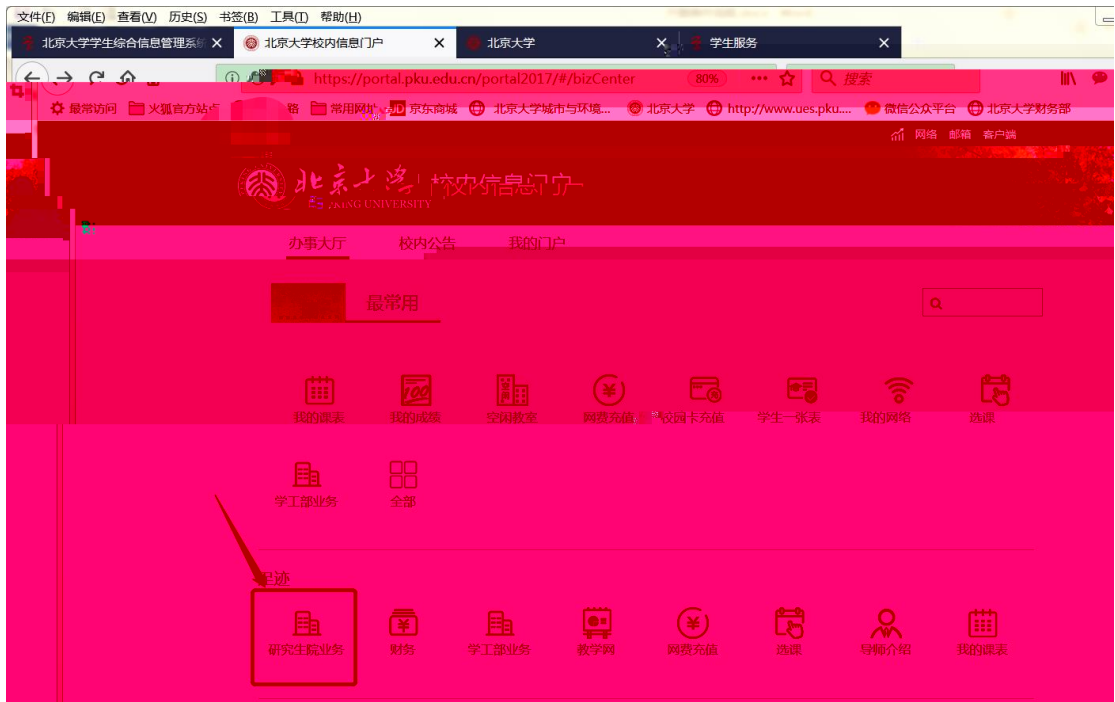 文件(F) 编辑(E) 查看(V) 历史(S) 书签(B) 工具(T) 帮助(H)
北京大学学生综合信息管理系统 北京大学校内信息门户 北京大学 学生服务
https://portal.pku.edu.cn/portal2017/#/bizCenter 80% 搜索
最常访问 火狐官方站点 常用网址 JD 京东商城 北京大学城市与环境... 北京大学 http://www.ues.pku.... 微信公众平台 北京大学财务部
网络 邮箱 客户端
北京大学 校内信息门户
UNIVERSITY
办事大厅 校内公告 我的门户
最常用
我的课表 我的成绩 空闲教室 网费充值 校园卡充值 学生一张表 我的网络 选课
学工部业务 全部
足迹
研究生院业务 财务 学工部业务 教学网 网费充值 选课 导师介绍 我的课表